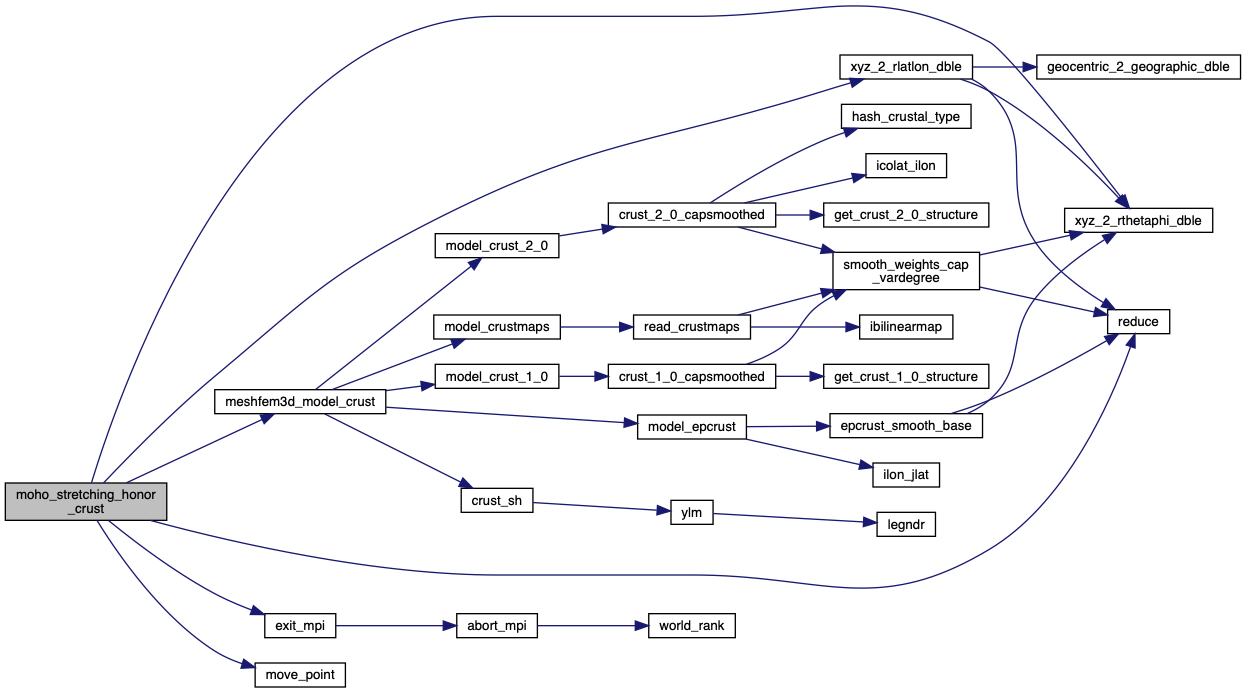 xyz_2_rlatlon_dble
geocentric_2_geographic_dble
hash_crustal_type
icolat_ilon
crust_2_0_capsmoothed
get_crust_2_0_structure
xyz_2_rthetaphi_dble
model_crust_2_0
smooth_weights_cap
_vardegree
model_crustmaps
read_crustmaps
ibilinearmap
reduce
model_crust_1_0
crust_1_0_capsmoothed
get_crust_1_0_structure
meshfem3d_model_crust
model_epcrust
epcrust_smooth_base
ilon_jlat
moho_stretching_honor
_crust
crust_sh
ylm
legndr
exit_mpi
abort_mpi
world_rank
move_point